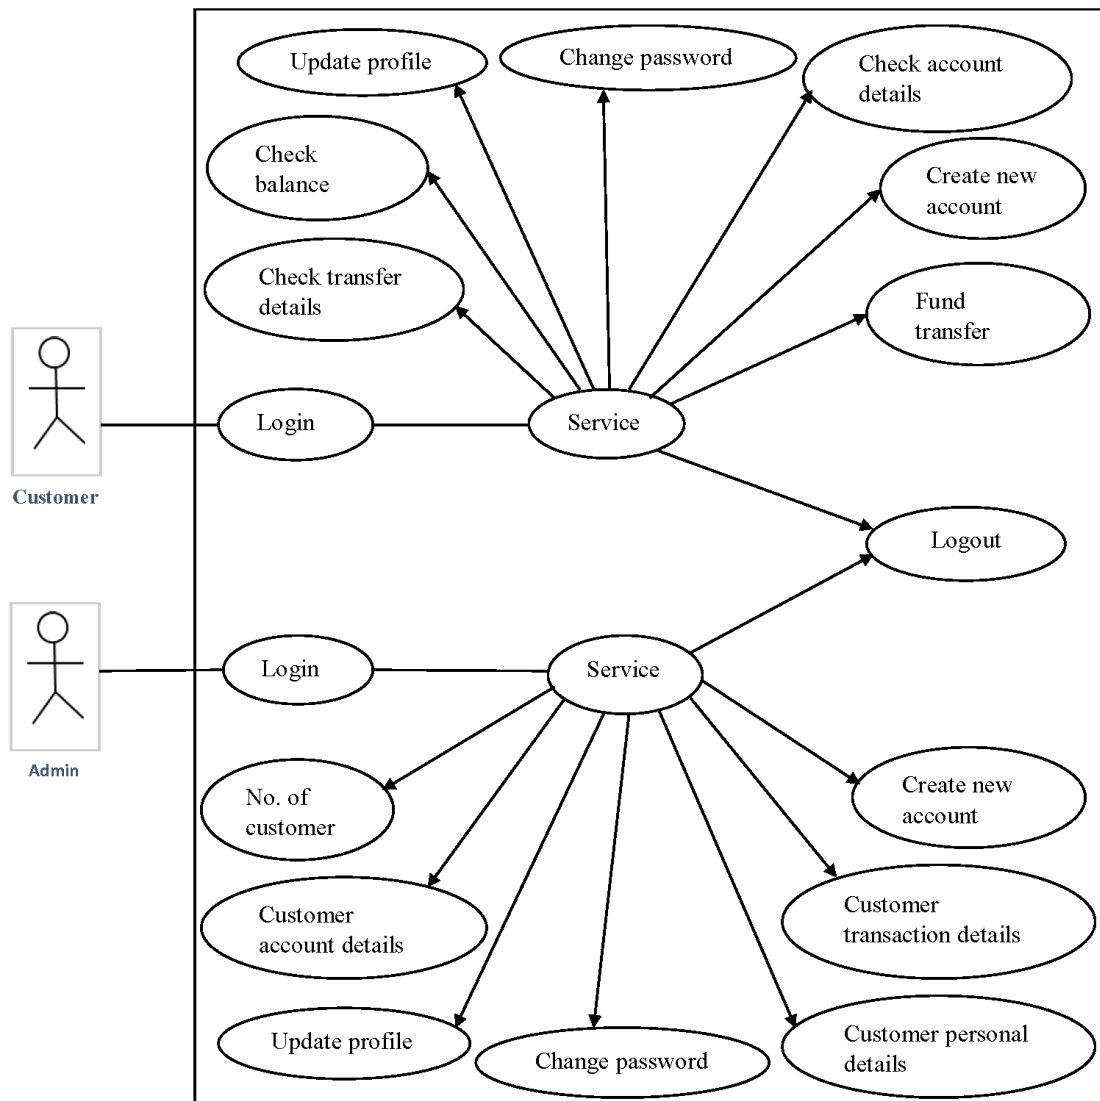 Update profile
Change password
Check account
details
Check
balance
Create new
account
Check transfer
details
Fund
transfer
Login
Service
Customer
Logout
Login
Service
Admin
No. of
customer
Create new
account
Customer
account details
Customer
transaction details
Update profile
Change password
Customer personal
details